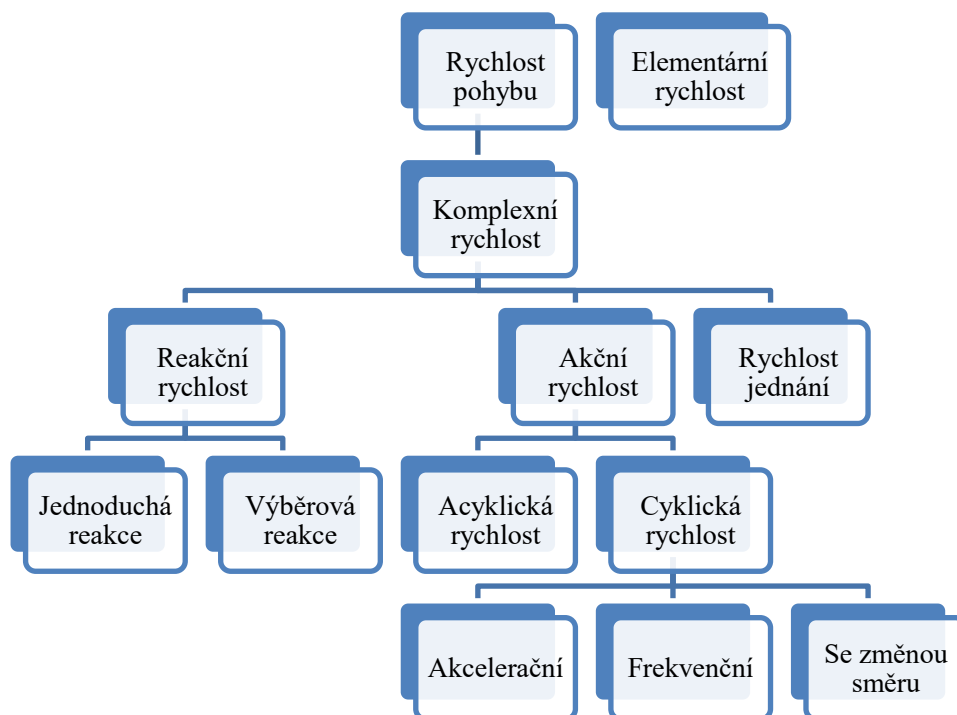 Rychlost
pohybu
Elementární
rychlost
Komplexní
rychlost
Reakční
rychlost
Akční
rychlost
Rychlost
jednání
Jednoduchá
reakce
Výběrová
reakce
Acyklická
rychlost
Cyklická
rychlost
Akcelerační
Frekvenční
Se změnou
směru